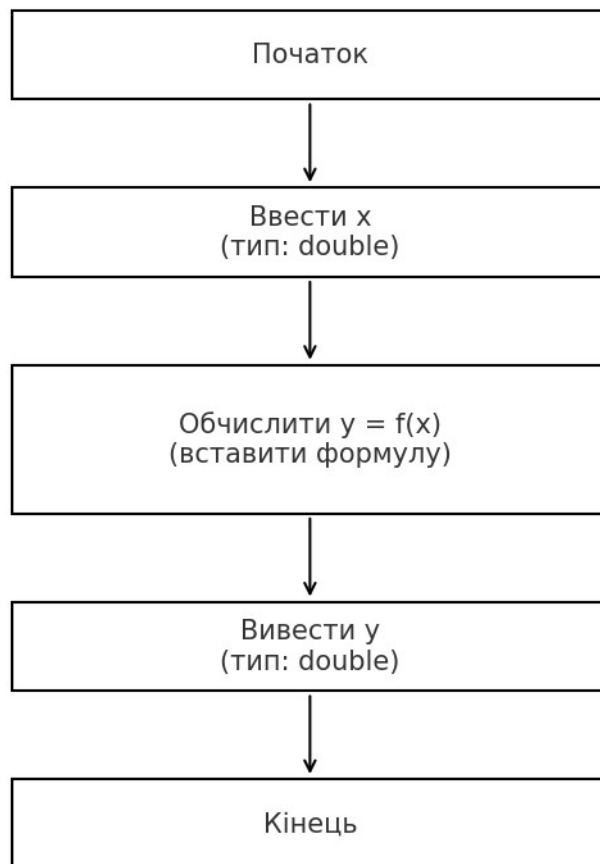 Початок
Ввести x
(тип: double)
Обчислити y = f(x)
(вставити формулу)
Вивести y
(тип: double)
Кінець